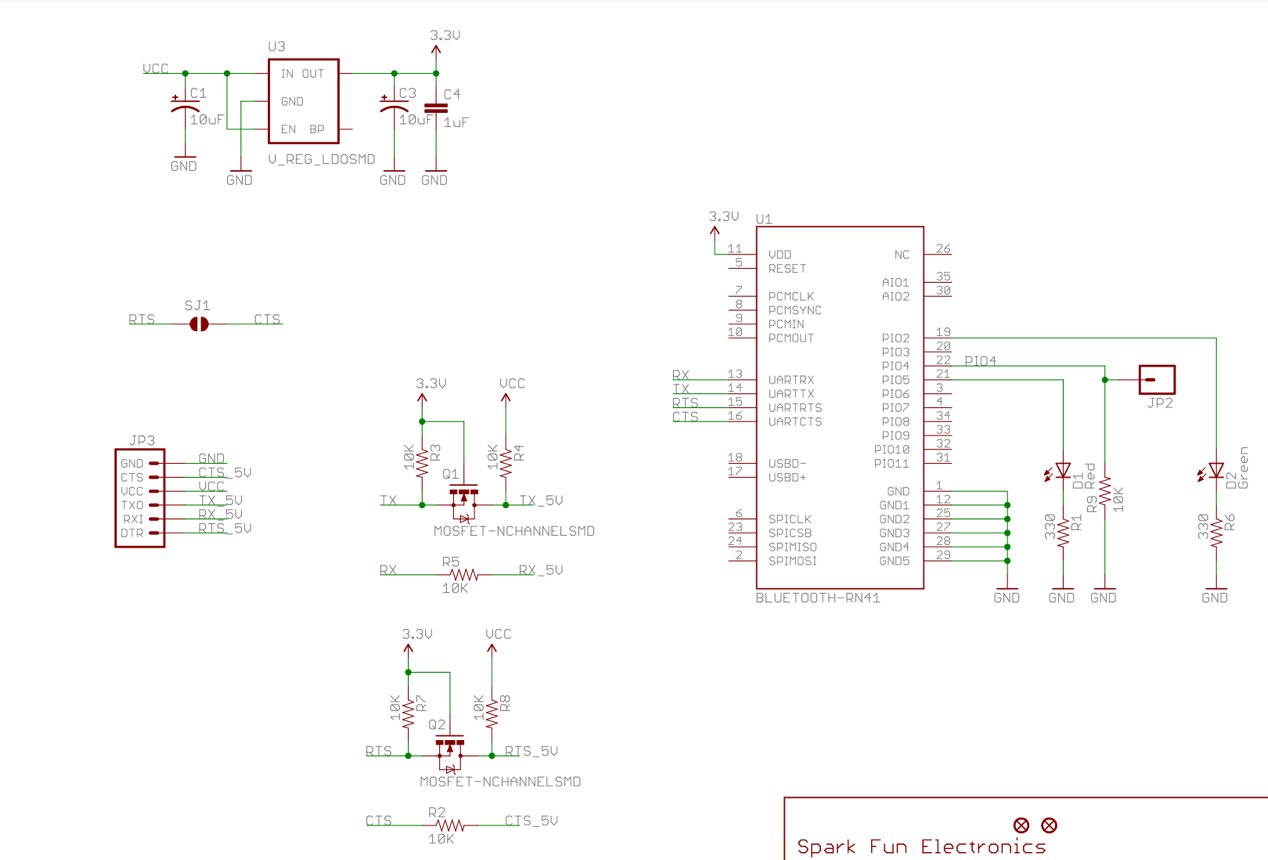 3.3V
U3
VCC
IN OUT
GND
EN BP
C1
10uF
C3
10uF
C4
1uF
V_REG_LDOSMD
GND
GND
GND
GND
SJ1
RTS
CTS
JP3
GND
CTS
VCC
TXO
RXI
DTR
GND
CTS_5V
VCC
TX_5V
RX_5V
RTS_5V
3.3V
VCC
10K
R3
10K
R4
Q1
TX
TX_5V
MOSFET-NCHANNELSMD
R5
RX
RX_5V
10K
3.3V
VCC
10K
R7
10K
R8
Q2
RTS
RTS_5V
MOSFET-NCHANNELSMD
R2
CTS
CTS_5V
10K
3.3V
U1
11 VDD
5 RESET
7 PCMCLK
8 PCMSYNC
9 PCMIN
10 PCMOUT
RX 13 UARTRX
TX 14 UARTTX
RTS 15 UARTRTS
CTS 16 UARTCTS
18 USBD-
17 USBD+
6 SPICLK
23 SPICSB
24 SPIMISO
2 SPIMOSI
NC 26
AIO1 35
AIO2 30
PIO2 19
PIO3 20
PIO4 22 PIO4
PIO5 21
PIO6 3
PIO7 4
PIO8 34
PIO9 33
PIO10 32
PIO11 31
GND 1
GND1 12
GND2 25
GND3 27
GND4 28
GND5 29
BLUETOOTH-RN41
GND
JP2
D1
Red
330
R1
GND
R9
10K
GND
D2
Green
330
R6
GND
Spark Fun Electronics